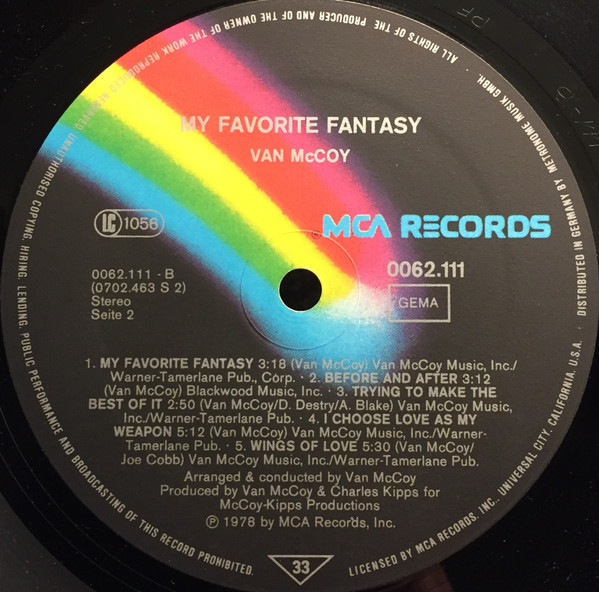 ALL RIGHTS OF THE PRODUCER AND OF THE OWNER OF THE WORK REPRODUCED RESERVED. UNAUTHORISED COPYING, HIRING, LENDING, PUBLIC PERFORMANCE AND BROADCASTING OF THIS RECORD PROHIBITED.
MY FAVORITE FANTASY
VAN McCOY
LC 1056
MCA RECORDS
®
0062.111 - B
(0702.463 S 2)
Stereo
Seite 2
0062.111
GEMA
1. MY FAVORITE FANTASY 3:18 (Van McCoy) Van McCoy Music, Inc./
Warner-Tamerlane Pub., Corp. · 2. BEFORE AND AFTER 3:12
(Van McCoy) Blackwood Music, Inc. · 3. TRYING TO MAKE THE
BEST OF IT 2:50 (Van McCoy/D. Destry/A. Blake) Van McCoy Music,
Inc./Warner-Tamerlane Pub. · 4. I CHOOSE LOVE AS MY
WEAPON 5:12 (Van McCoy) Van McCoy Music, Inc./Warner-
Tamerlane Pub. · 5. WINGS OF LOVE 5:30 (Van McCoy/
Joe Cobb) Van McCoy Music, Inc./Warner-Tamerlane Pub.
Arranged & conducted by Van McCoy
Produced by Van McCoy & Charles Kipps for
McCoy-Kipps Productions
℗ 1978 by MCA Records, Inc.
33
LICENSED BY MCA RECORDS, INC., UNIVERSAL CITY, CALIFORNIA, U.S.A. · DISTRIBUTED IN GERMANY BY METRONOME MUSIK GMBH.